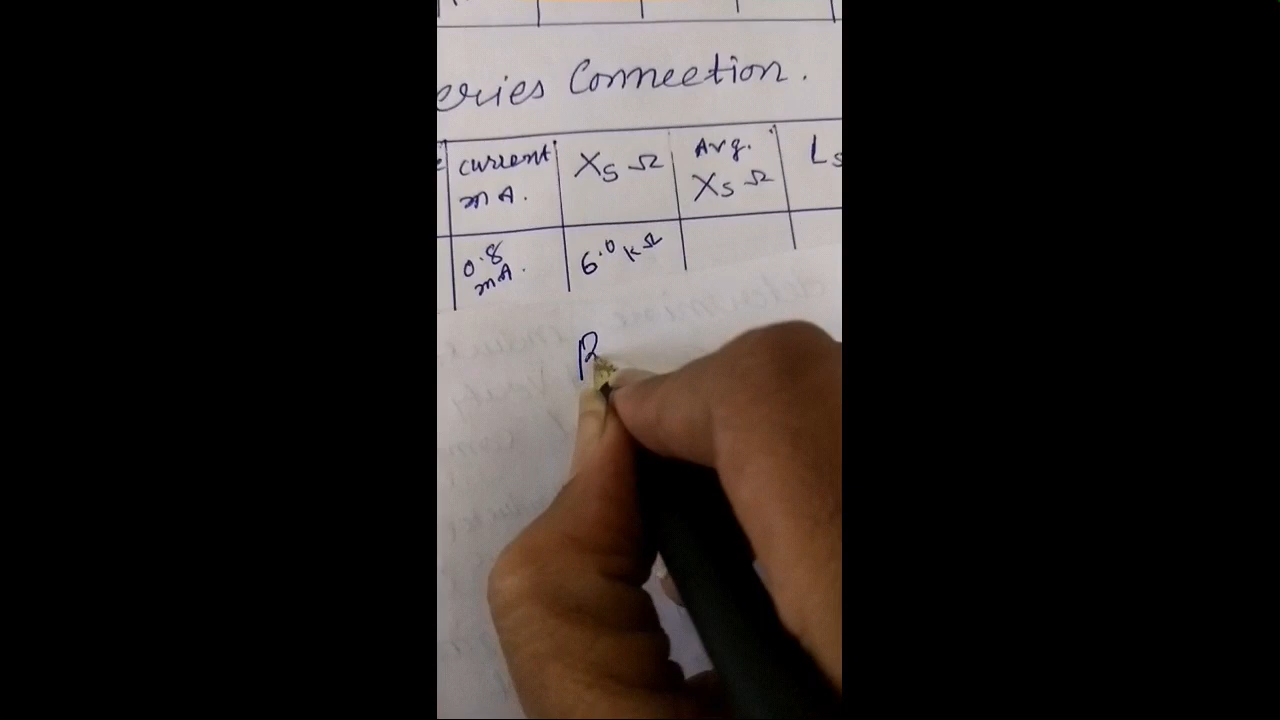 eries Connection.
current mA. Xs Ω Avg. Xs Ω Ls
0.8 mA. 6.0 kΩ
R